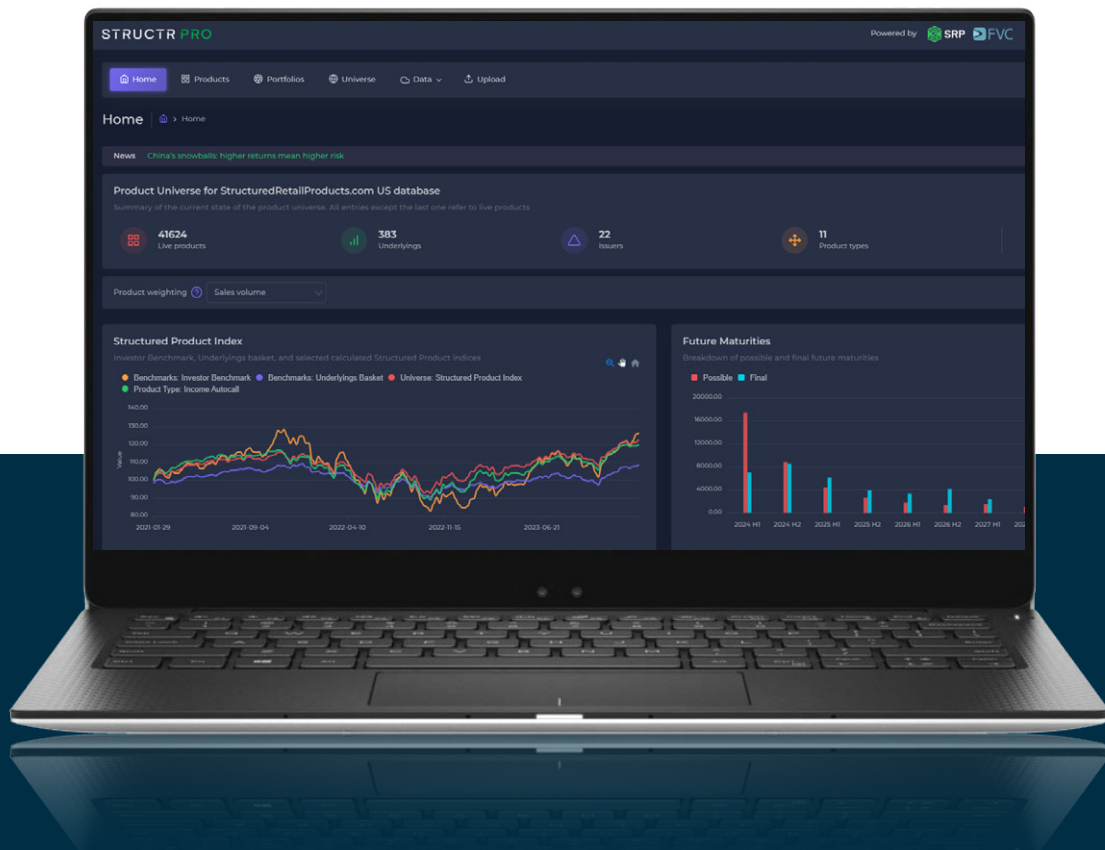 STRUCTR PRO
Powered by SRP FVC
Home Products Portfolios Universe Data Upload
Home > Home
News China's snowballs: higher returns mean higher risk
Product Universe for StructuredRetailProducts.com US database
Summary of the current state of the product universe. All entries except the last one refer to live products
41624 383 22 11
Live products Underlyings Issuers Product types
Product weighting ? Sales volume
Structured Product Index
Investor Benchmark, Underlyings basket, and selected calculated Structured Product Indices
Benchmarks: Investor Benchmark Benchmarks: Underlyings Basket Universe: Structured Product Index
Product Type: Income Autocall
140.00
130.00
120.00
110.00
100.00
90.00
80.00
Value
2021-01-29 2021-09-04 2022-04-10 2022-11-15 2023-06-21
Future Maturities
Breakdown of possible and final future maturities
Possible Final
20000.00
16000.00
12000.00
8000.00
4000.00
0.00
2024 H1 2024 H2 2025 H1 2025 H2 2026 H1 2026 H2 2027 H1 202